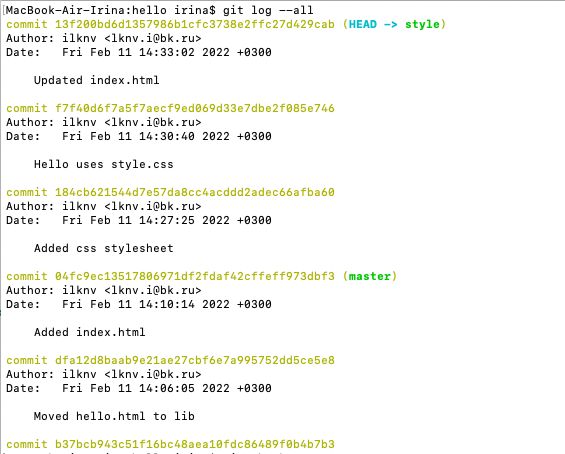 MacBook-Air-Irina:hello irina$ git log --all
commit 13f200bd6d1357986b1cfc3738e2ffc27d429cab (HEAD -> style)
Author: ilknv <lknv.i@bk.ru>
Date:   Fri Feb 11 14:33:02 2022 +0300
Updated index.html
commit f7f40d6f7a5f7aecf9ed069d33e7dbe2f085e746
Author: ilknv <lknv.i@bk.ru>
Date:   Fri Feb 11 14:30:40 2022 +0300
Hello uses style.css
commit 184cb621544d7e57da8cc4acddd2adec66afba60
Author: ilknv <lknv.i@bk.ru>
Date:   Fri Feb 11 14:27:25 2022 +0300
Added css stylesheet
commit 04fc9ec13517806971df2fdaf42cffeff973dbf3 (master)
Author: ilknv <lknv.i@bk.ru>
Date:   Fri Feb 11 14:10:14 2022 +0300
Added index.html
commit dfa12d8baab9e21ae27cbf6e7a995752dd5ce5e8
Author: ilknv <lknv.i@bk.ru>
Date:   Fri Feb 11 14:06:05 2022 +0300
Moved hello.html to lib
commit b37bcb943c51f16bc48aea10fdc86489f0b4b7b3